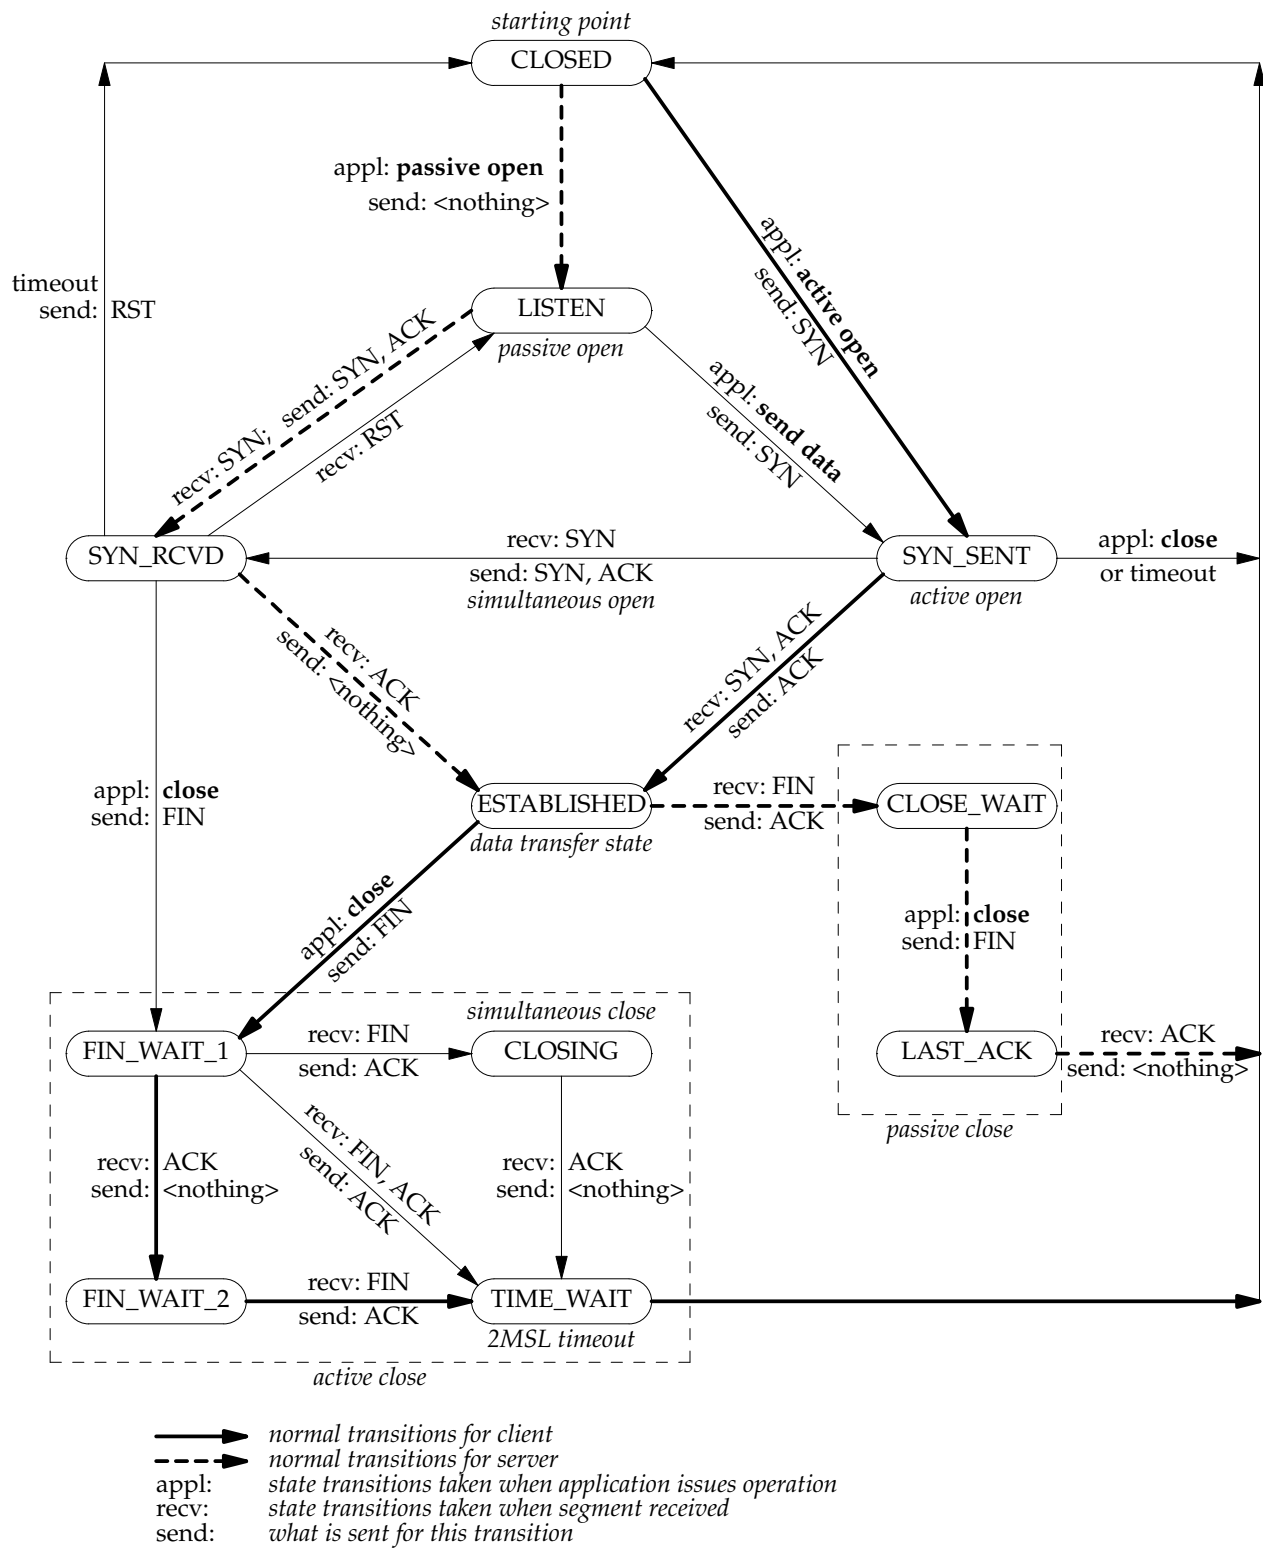 starting point
CLOSED
appl: passive open
send: <nothing>
appl: active open
send: SYN
timeout
send: RST
LISTEN
passive open
recv: SYN; send: SYN, ACK
recv: RST
appl: send data
send: SYN
SYN_RCVD
recv: SYN
send: SYN, ACK
simultaneous open
SYN_SENT
active open
appl: close
or timeout
recv: ACK
send: <nothing>
recv: SYN, ACK
send: ACK
appl: close
send: FIN
ESTABLISHED
data transfer state
recv: FIN
send: ACK
CLOSE_WAIT
appl: close
send: FIN
appl: close
send: FIN
simultaneous close
FIN_WAIT_1
recv: FIN
send: ACK
CLOSING
LAST_ACK
recv: ACK
send: <nothing>
passive close
recv: ACK
send: <nothing>
recv: FIN, ACK
send: ACK
recv: ACK
send: <nothing>
FIN_WAIT_2
recv: FIN
send: ACK
TIME_WAIT
2MSL timeout
active close
normal transitions for client
normal transitions for server
appl: state transitions taken when application issues operation
recv: state transitions taken when segment received
send: what is sent for this transition